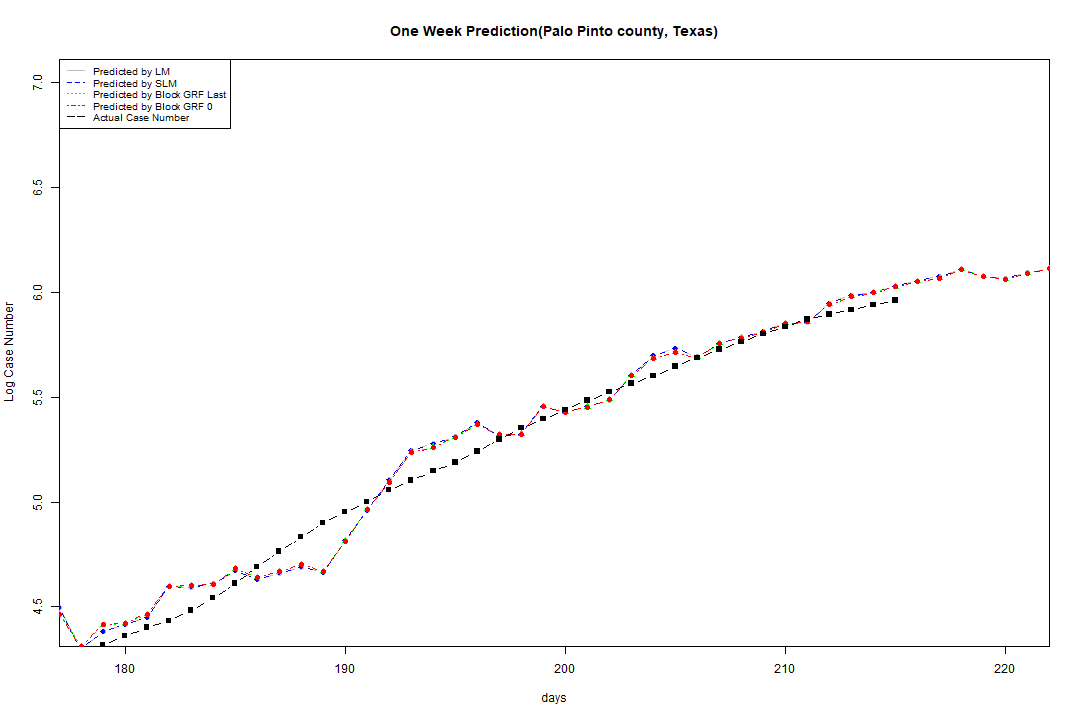 One Week Prediction(Palo Pinto county, Texas)
Predicted by LM
Predicted by SLM
Predicted by Block GRF Last
Predicted by Block GRF 0
Actual Case Number
7.0
6.5
6.0
5.5
5.0
4.5
Log Case Number
180 190 200 210 220
days